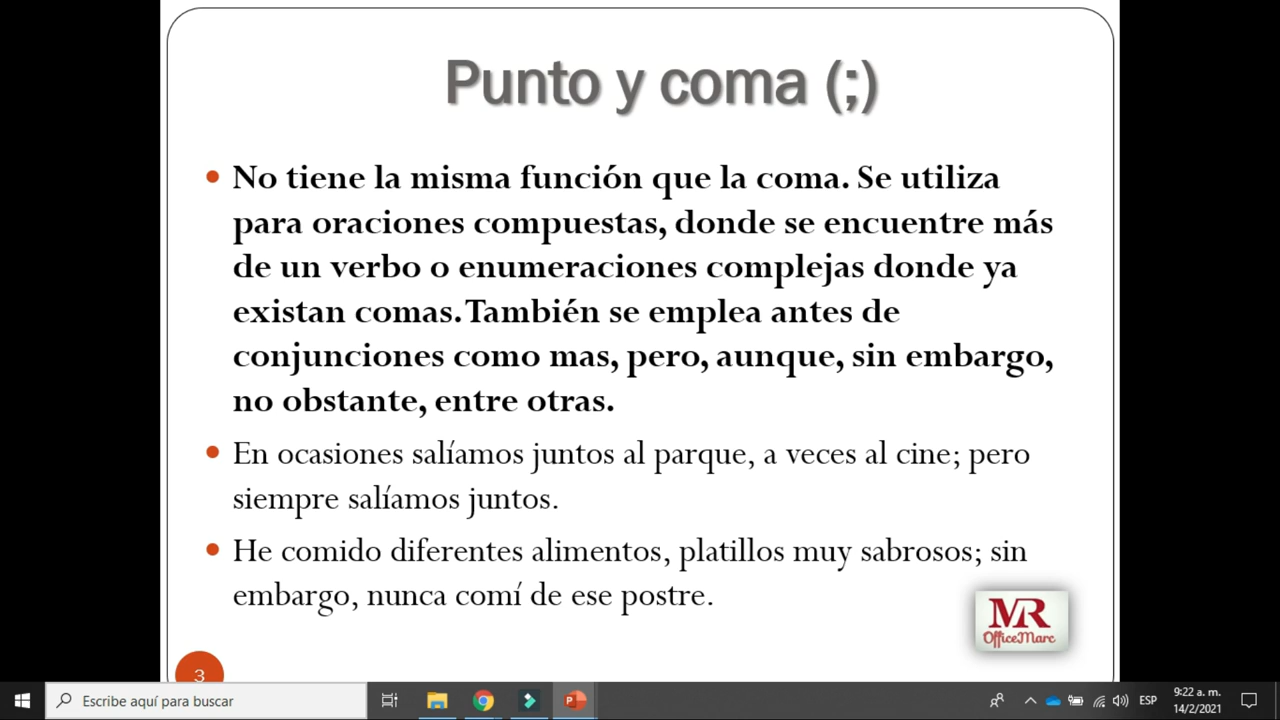 Punto y coma (;)
No tiene la misma función que la coma. Se utiliza
para oraciones compuestas, donde se encuentre más
de un verbo o enumeraciones complejas donde ya
existan comas. También se emplea antes de
conjunciones como mas, pero, aunque, sin embargo,
no obstante, entre otras.
En ocasiones salíamos juntos al parque, a veces al cine; pero
siempre salíamos juntos.
He comido diferentes alimentos, platillos muy sabrosos; sin
embargo, nunca comí de ese postre.
MR
OfficeMarc
3
Escribe aquí para buscar
ESP
9:22 a. m.
14/2/2021